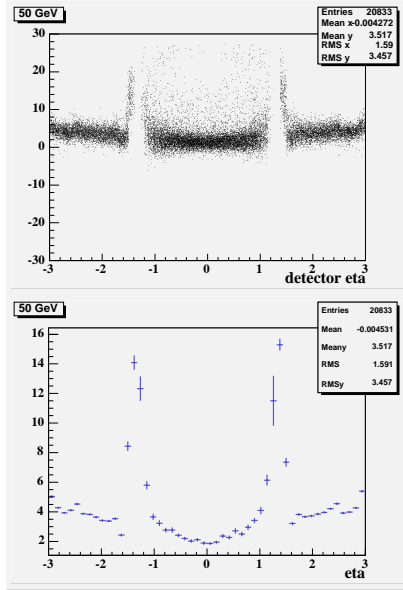 50 GeV
Entries 20833
Mean x -0.004272
Mean y 3.517
RMS x 1.59
RMS y 3.457
30
20
10
0
-10
-20
-30
-3 -2 -1 0 1 2 3
detector eta
50 GeV
Entries 20833
Mean -0.004531
Meany 3.517
RMS 1.591
RMSy 3.457
16
14
12
10
8
6
4
2
-3 -2 -1 0 1 2 3
eta